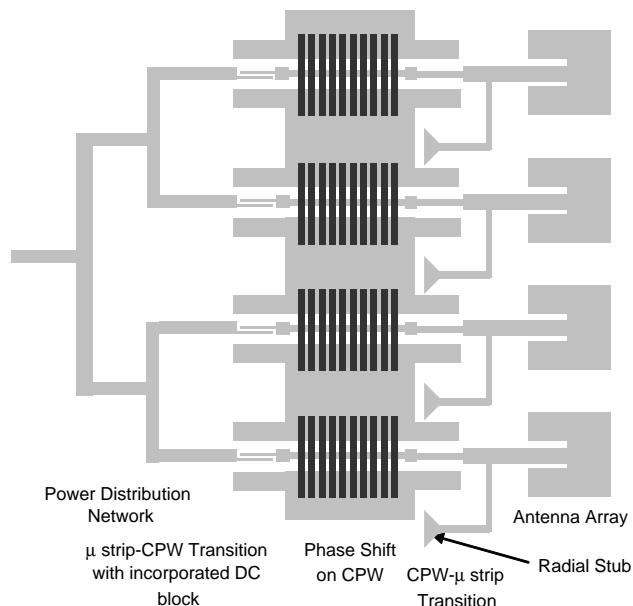 Power Distribution
Network
μ strip-CPW Transition
with incorporated DC
block
Phase Shift
on CPW
CPW-μ strip
Transition
Antenna Array
Radial Stub